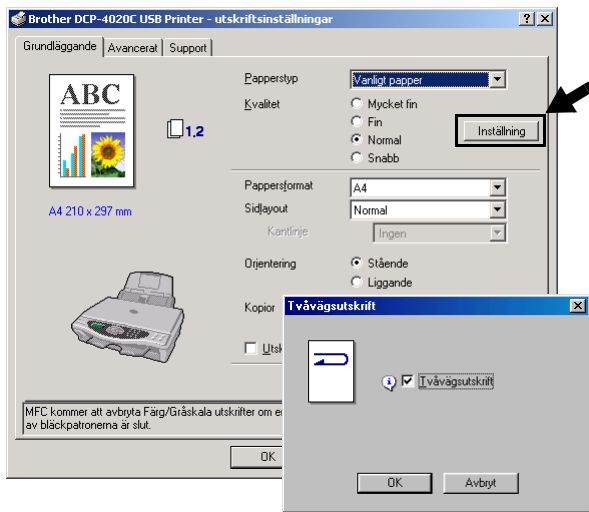 Brother DCP-4020C USB Printer - utskriftsinställningar
Grundläggande Avancerat Support
ABC
1.2
A4 210 x 297 mm
Papperstyp Vanligt papper
Kvalitet Mycket fin
Fin
Normal
Snabb
Inställning
Pappersformat A4
Sidlayout Normal
Kantlinje Ingen
Orientering Stående
Liggande
Kopior
MFC kommer att avbryta Färg/Gråskala utskrifter om
av bläckpatronerna är slut.
OK
Tvåvägsutskrift
Tvåvägsutskrift
OK Avbryt